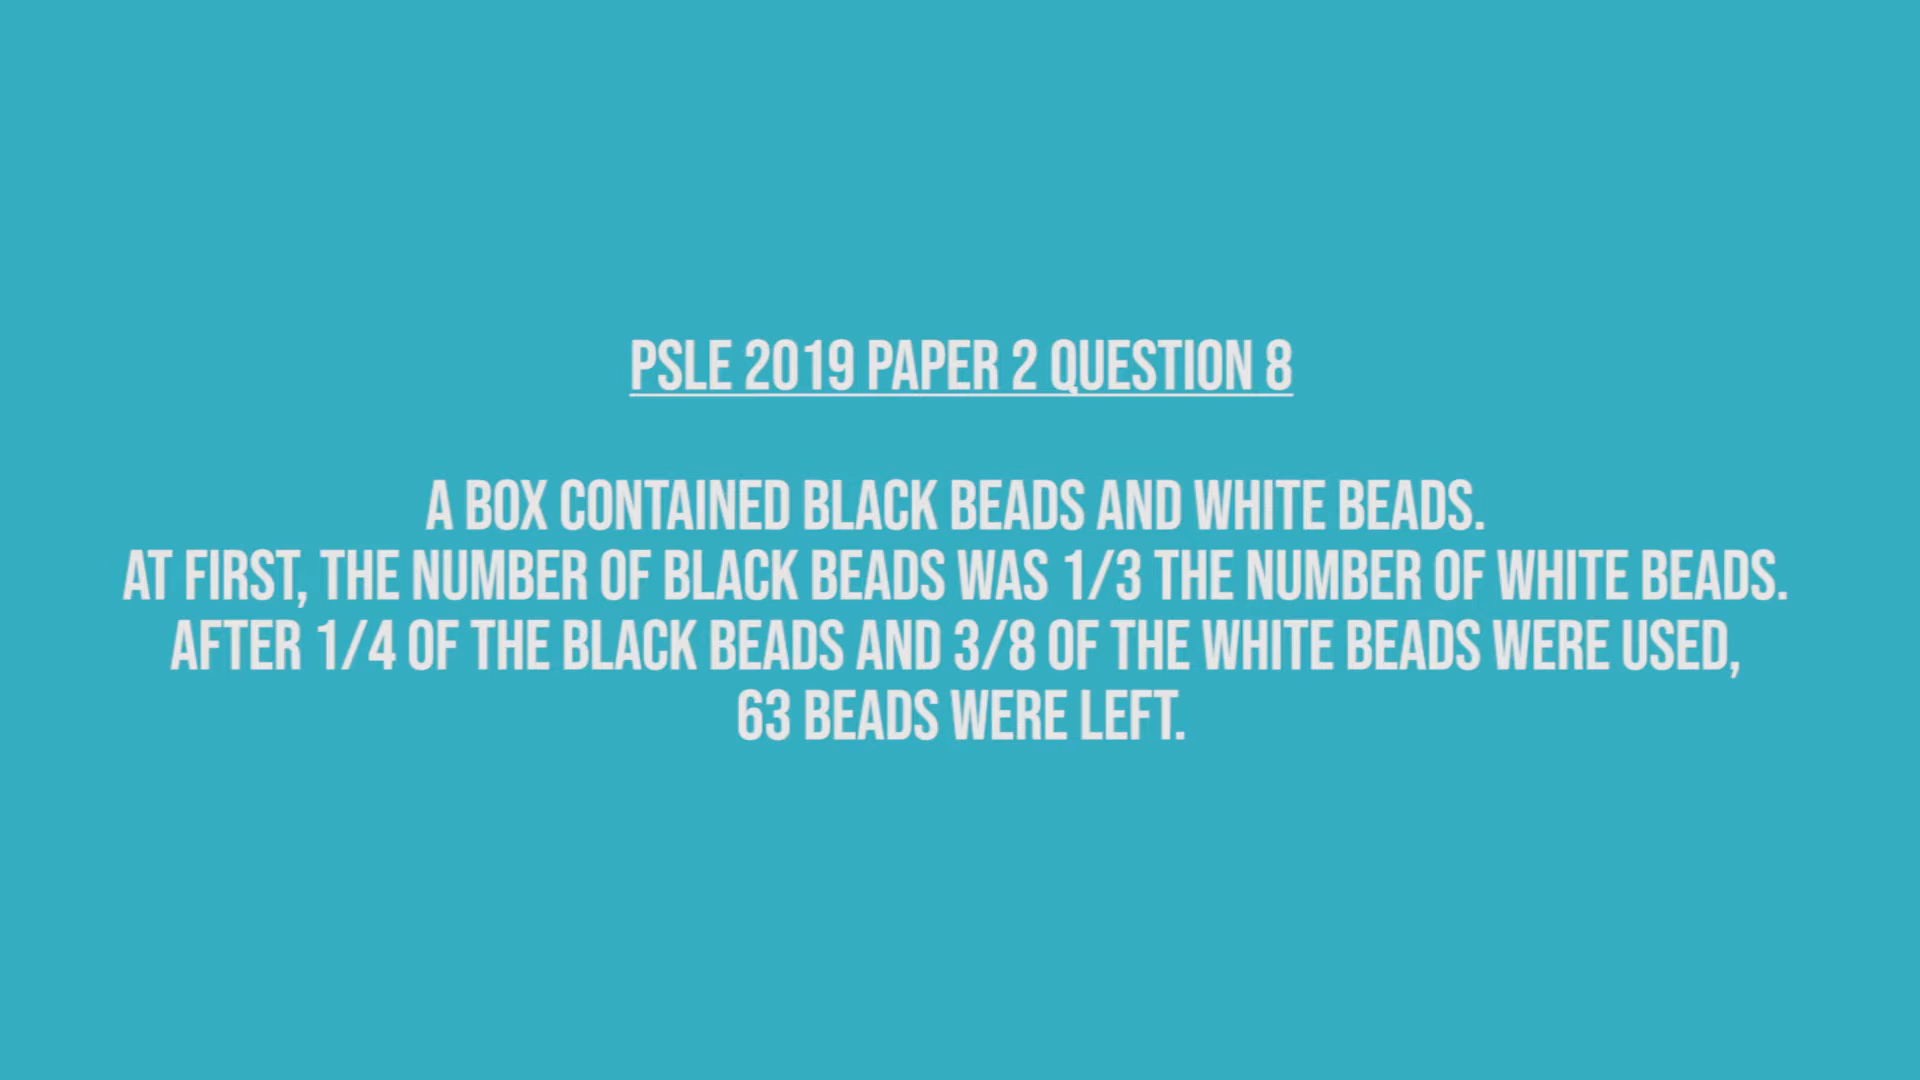 PSLE 2019 PAPER 2 QUESTION 8
A BOX CONTAINED BLACK BEADS AND WHITE BEADS.
AT FIRST, THE NUMBER OF BLACK BEADS WAS 1/3 THE NUMBER OF WHITE BEADS.
AFTER 1/4 OF THE BLACK BEADS AND 3/8 OF THE WHITE BEADS WERE USED,
63 BEADS WERE LEFT.